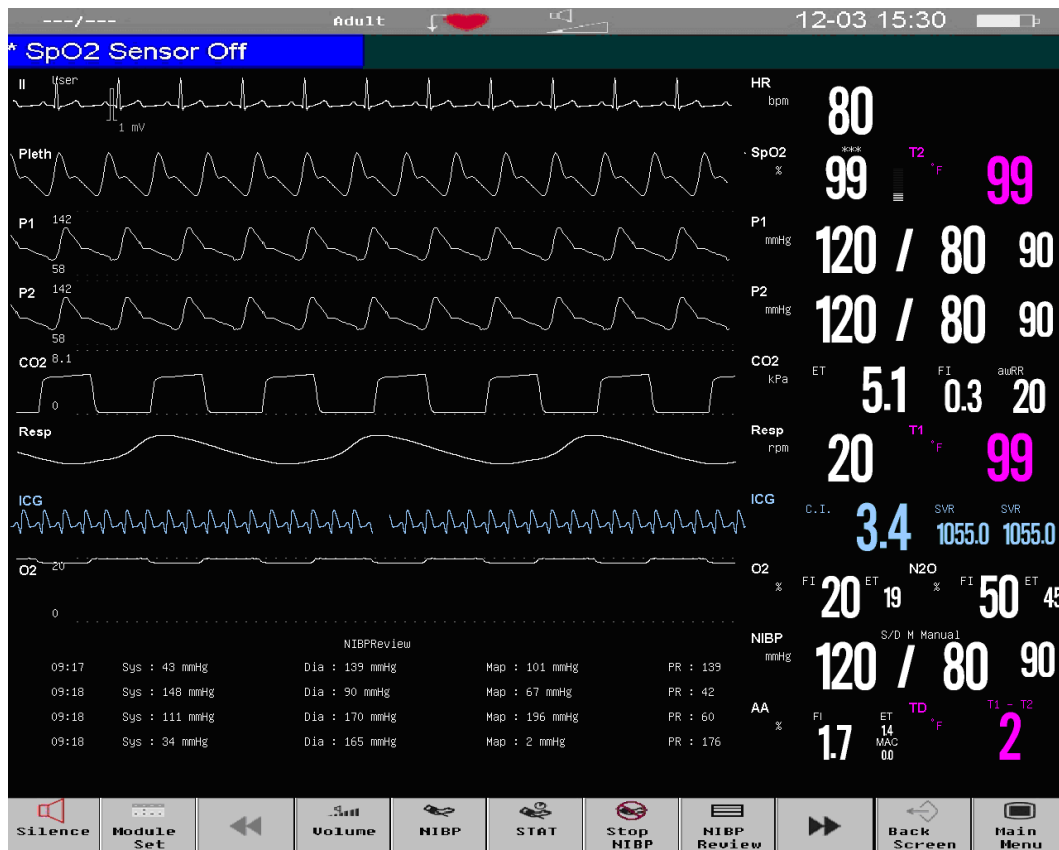 ---/--- Adult 12-03 15:30
* SpO2 Sensor Off
II User HR
bpm 80
1 mV
Pleth SpO2 *** T2
% 99 °F 99
P1 142 P1
mmHg 120 / 80 90
58
P2 142 P2
mmHg 120 / 80 90
58
CO2 8.1 CO2
kPa ET 5.1 FI 0.3 awRR 20
0
Resp Resp T1
rpm 20 °F 99
ICG ICG
C.I. 3.4 SVR 1055.0 SVR 1055.0
O2 20 O2 N2O
% FI 20 ET 19 % FI 50 ET 45
0
NIBPReview NIBP S/D M Manual
mmHg 120 / 80 90
09:17 Sys : 43 mmHg Dia : 139 mmHg Map : 101 mmHg PR : 139
09:18 Sys : 148 mmHg Dia : 90 mmHg Map : 67 mmHg PR : 42
09:18 Sys : 111 mmHg Dia : 170 mmHg Map : 196 mmHg PR : 60
09:18 Sys : 34 mmHg Dia : 165 mmHg Map : 2 mmHg PR : 176
AA TD T1 - T2
% FI 1.7 ET 1.4 °F 2
MAC
0.0
Silence Module Set Volume NIBP STAT Stop NIBP NIBP Review Back Screen Main Menu